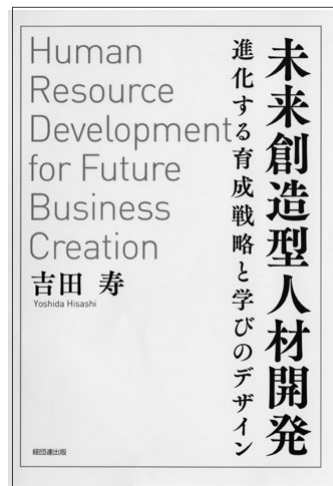 未来創造型人材開発
進化する育成戦略と学びのデザイン
Human
Resource
Development
for Future
Business
Creation
吉田 寿
Yoshida Hisashi
経団連出版